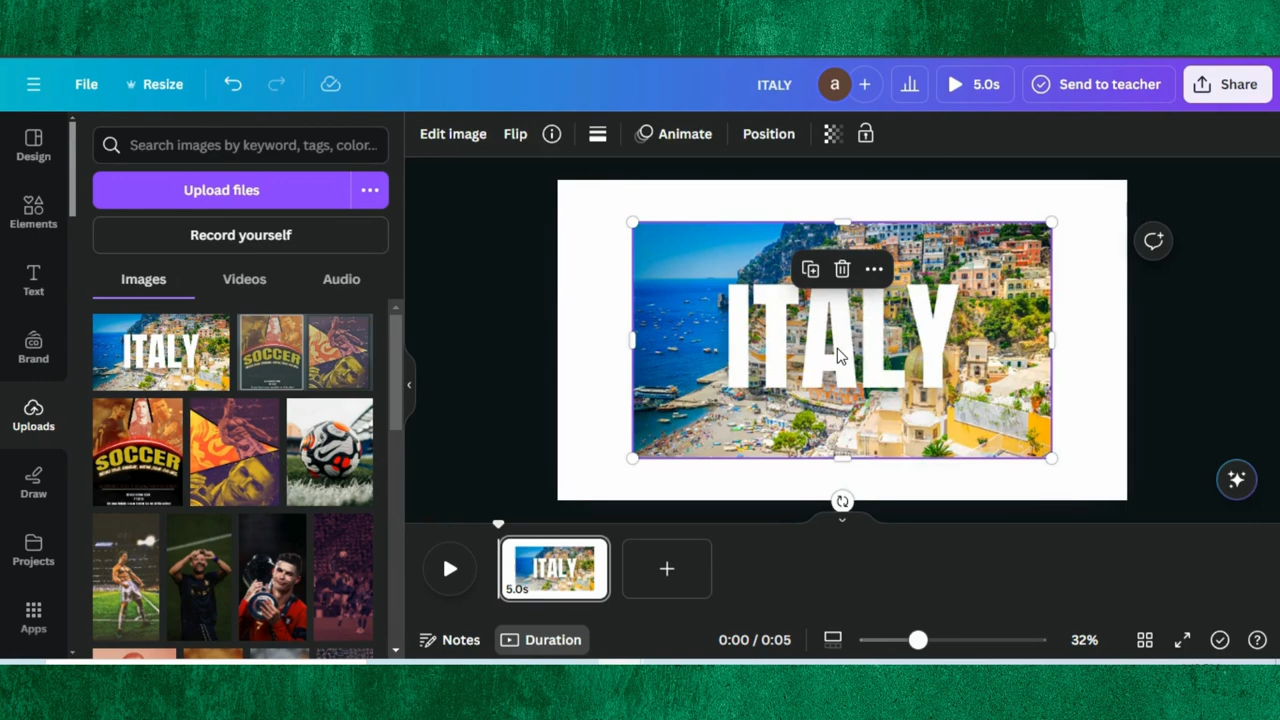 File
Resize
ITALY
a
5.0s
Send to teacher
Share
Design
Elements
Text
Brand
Uploads
Draw
Projects
Apps
Search images by keyword, tags, color...
Upload files
Record yourself
Images
Videos
Audio
ITALY
SOCCER
SOCCER
Edit image
Flip
Animate
Position
ITALY
ITALY
5.0s
Notes
Duration
0:00 / 0:05
32%